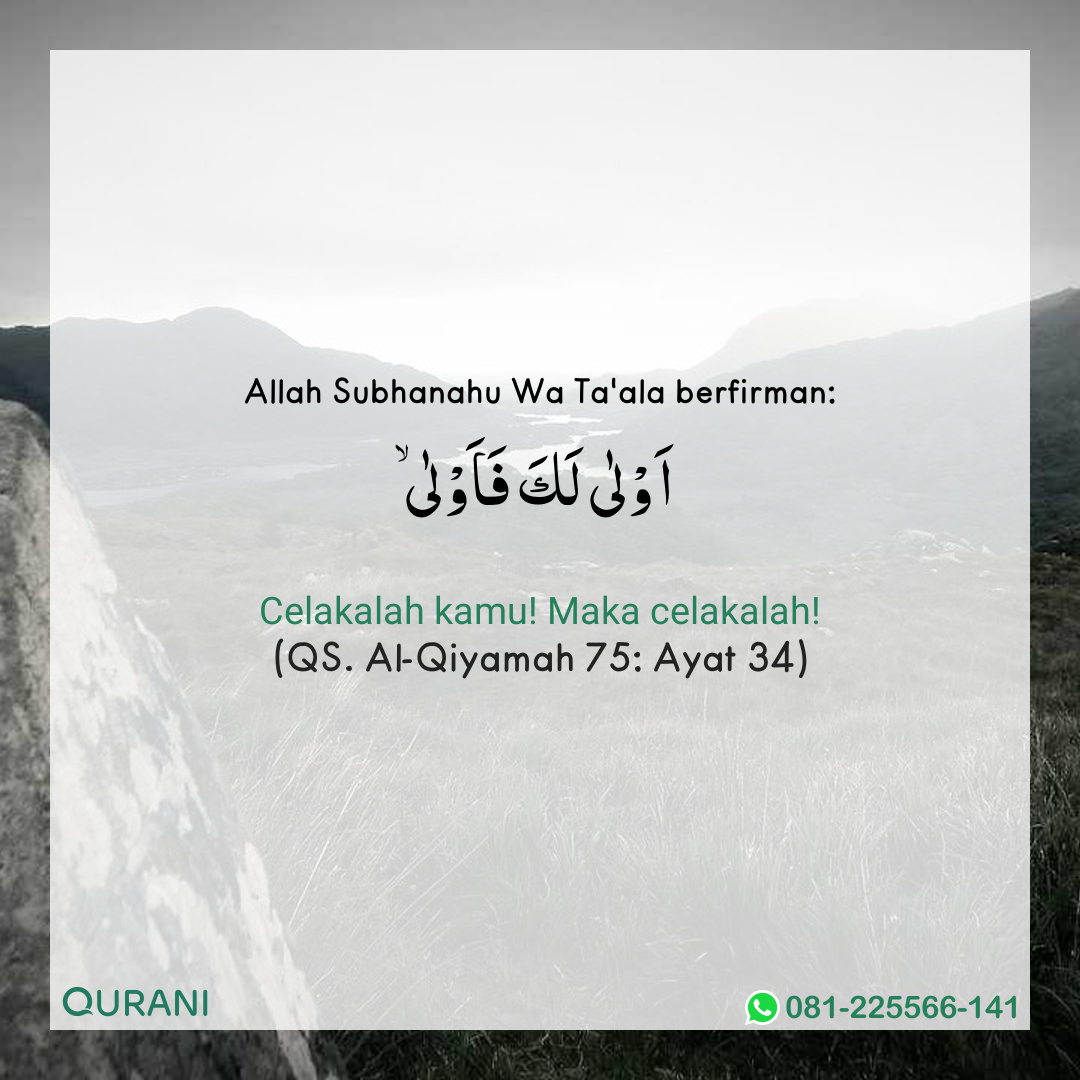 Allah Subhanahu Wa Ta'ala berfirman:
اَوْلٰى لَكَ فَاَوْلٰىۙ
Celakalah kamu! Maka celakalah!
(QS. Al-Qiyamah 75: Ayat 34)
QURANI
081-225566-141